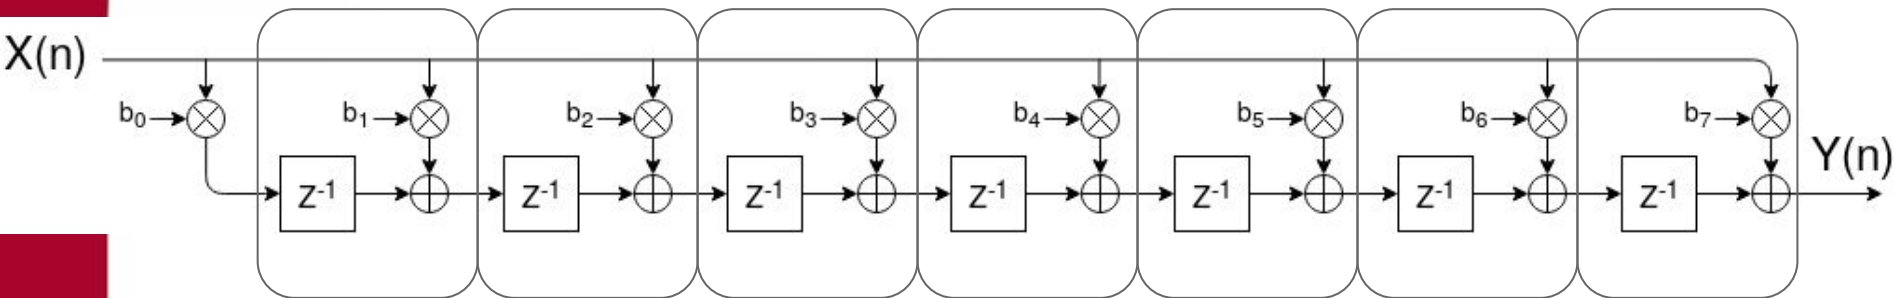 X(n)
b₀ b₁ b₂ b₃ b₄ b₅ b₆ b₇
Z⁻¹ Z⁻¹ Z⁻¹ Z⁻¹ Z⁻¹ Z⁻¹ Z⁻¹
Y(n)